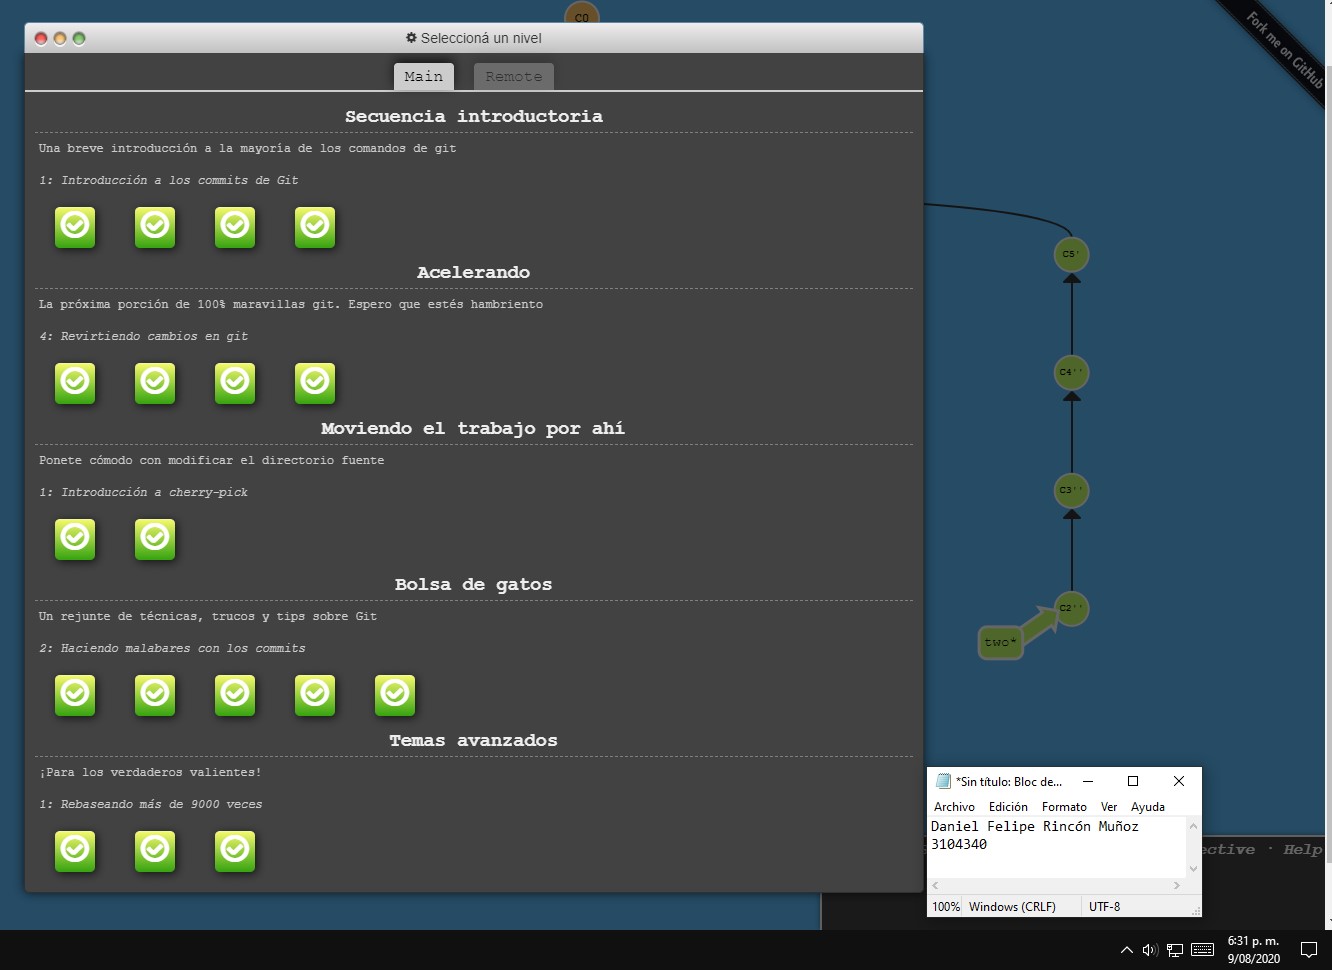 C0
Fork me on GitHub
Seleccioná un nivel
Main Remote
Secuencia introductoria
Una breve introducción a la mayoría de los comandos de git
1: Introducción a los commits de Git
Acelerando
La próxima porción de 100% maravillas git. Espero que estés hambriento
4: Revirtiendo cambios en git
Moviendo el trabajo por ahí
Ponete cómodo con modificar el directorio fuente
1: Introducción a cherry-pick
Bolsa de gatos
Un rejunte de técnicas, trucos y tips sobre Git
2: Haciendo malabares con los commits
Temas avanzados
¡Para los verdaderos valientes!
1: Rebaseando más de 9000 veces
C5'
C4''
C3''
C2''
two*
*Sin título: Bloc de...
Archivo Edición Formato Ver Ayuda
Daniel Felipe Rincón Muñoz
3104340
100% Windows (CRLF) UTF-8
· Help
6:31 p. m.
9/08/2020